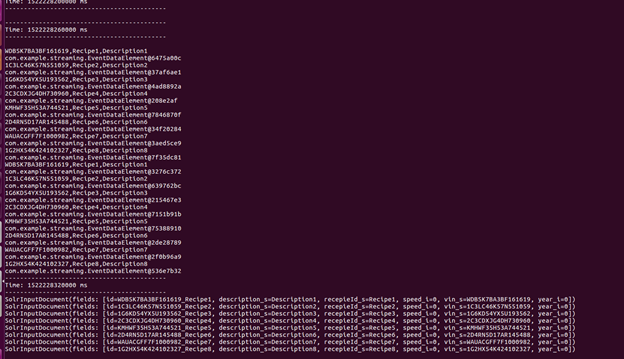 Time: 1522228200000 ms
-------------------------------------------
-------------------------------------------
Time: 1522228260000 ms
-------------------------------------------
WDBSK7BA3BF161619,Recipe1,Description1
com.example.streaming.EventDataElement@6475a00c
1C3LC46K57N551059,Recipe2,Description2
com.example.streaming.EventDataElement@37af6ae1
1G6KD54YX5U193562,Recipe3,Description3
com.example.streaming.EventDataElement@4ad8892a
2C3CDXJG4DH730960,Recipe4,Description4
com.example.streaming.EventDataElement@208e2af
KMHWF35H53A744521,Recipe5,Description5
com.example.streaming.EventDataElement@7846870f
2D4RN5D17AR145488,Recipe6,Description6
com.example.streaming.EventDataElement@34f20284
WAUACGFF7F1000982,Recipe7,Description7
com.example.streaming.EventDataElement@3aed5ce9
1G2HX54K424102327,Recipe8,Description8
com.example.streaming.EventDataElement@7f35dc81
WDBSK7BA3BF161619,Recipe1,Description1
com.example.streaming.EventDataElement@3276c372
1C3LC46K57N551059,Recipe2,Description2
com.example.streaming.EventDataElement@639762bc
1G6KD54YX5U193562,Recipe3,Description3
com.example.streaming.EventDataElement@215467e3
2C3CDXJG4DH730960,Recipe4,Description4
com.example.streaming.EventDataElement@7151b91b
KMHWF35H53A744521,Recipe5,Description5
com.example.streaming.EventDataElement@75388910
2D4RN5D17AR145488,Recipe6,Description6
com.example.streaming.EventDataElement@2de28789
WAUACGFF7F1000982,Recipe7,Description7
com.example.streaming.EventDataElement@2f0b96a9
1G2HX54K424102327,Recipe8,Description8
com.example.streaming.EventDataElement@536e7b32
-------------------------------------------
Time: 1522228320000 ms
-------------------------------------------
SolrInputDocument(fields: [id=WDBSK7BA3BF161619_Recipe1, description_s=Description1, recepieId_s=Recipe1, speed_i=0, vin_s=WDBSK7BA3BF161619, year_i=0])
SolrInputDocument(fields: [id=1C3LC46K57N551059_Recipe2, description_s=Description2, recepieId_s=Recipe2, speed_i=0, vin_s=1C3LC46K57N551059, year_i=0])
SolrInputDocument(fields: [id=1G6KD54YX5U193562_Recipe3, description_s=Description3, recepieId_s=Recipe3, speed_i=0, vin_s=1G6KD54YX5U193562, year_i=0])
SolrInputDocument(fields: [id=2C3CDXJG4DH730960_Recipe4, description_s=Description4, recepieId_s=Recipe4, speed_i=0, vin_s=2C3CDXJG4DH730960, year_i=0])
SolrInputDocument(fields: [id=KMHWF35H53A744521_Recipe5, description_s=Description5, recepieId_s=Recipe5, speed_i=0, vin_s=KMHWF35H53A744521, year_i=0])
SolrInputDocument(fields: [id=2D4RN5D17AR145488_Recipe6, description_s=Description6, recepieId_s=Recipe6, speed_i=0, vin_s=2D4RN5D17AR145488, year_i=0])
SolrInputDocument(fields: [id=WAUACGFF7F1000982_Recipe7, description_s=Description7, recepieId_s=Recipe7, speed_i=0, vin_s=WAUACGFF7F1000982, year_i=0])
SolrInputDocument(fields: [id=1G2HX54K424102327_Recipe8, description_s=Description8, recepieId_s=Recipe8, speed_i=0, vin_s=1G2HX54K424102327, year_i=0])